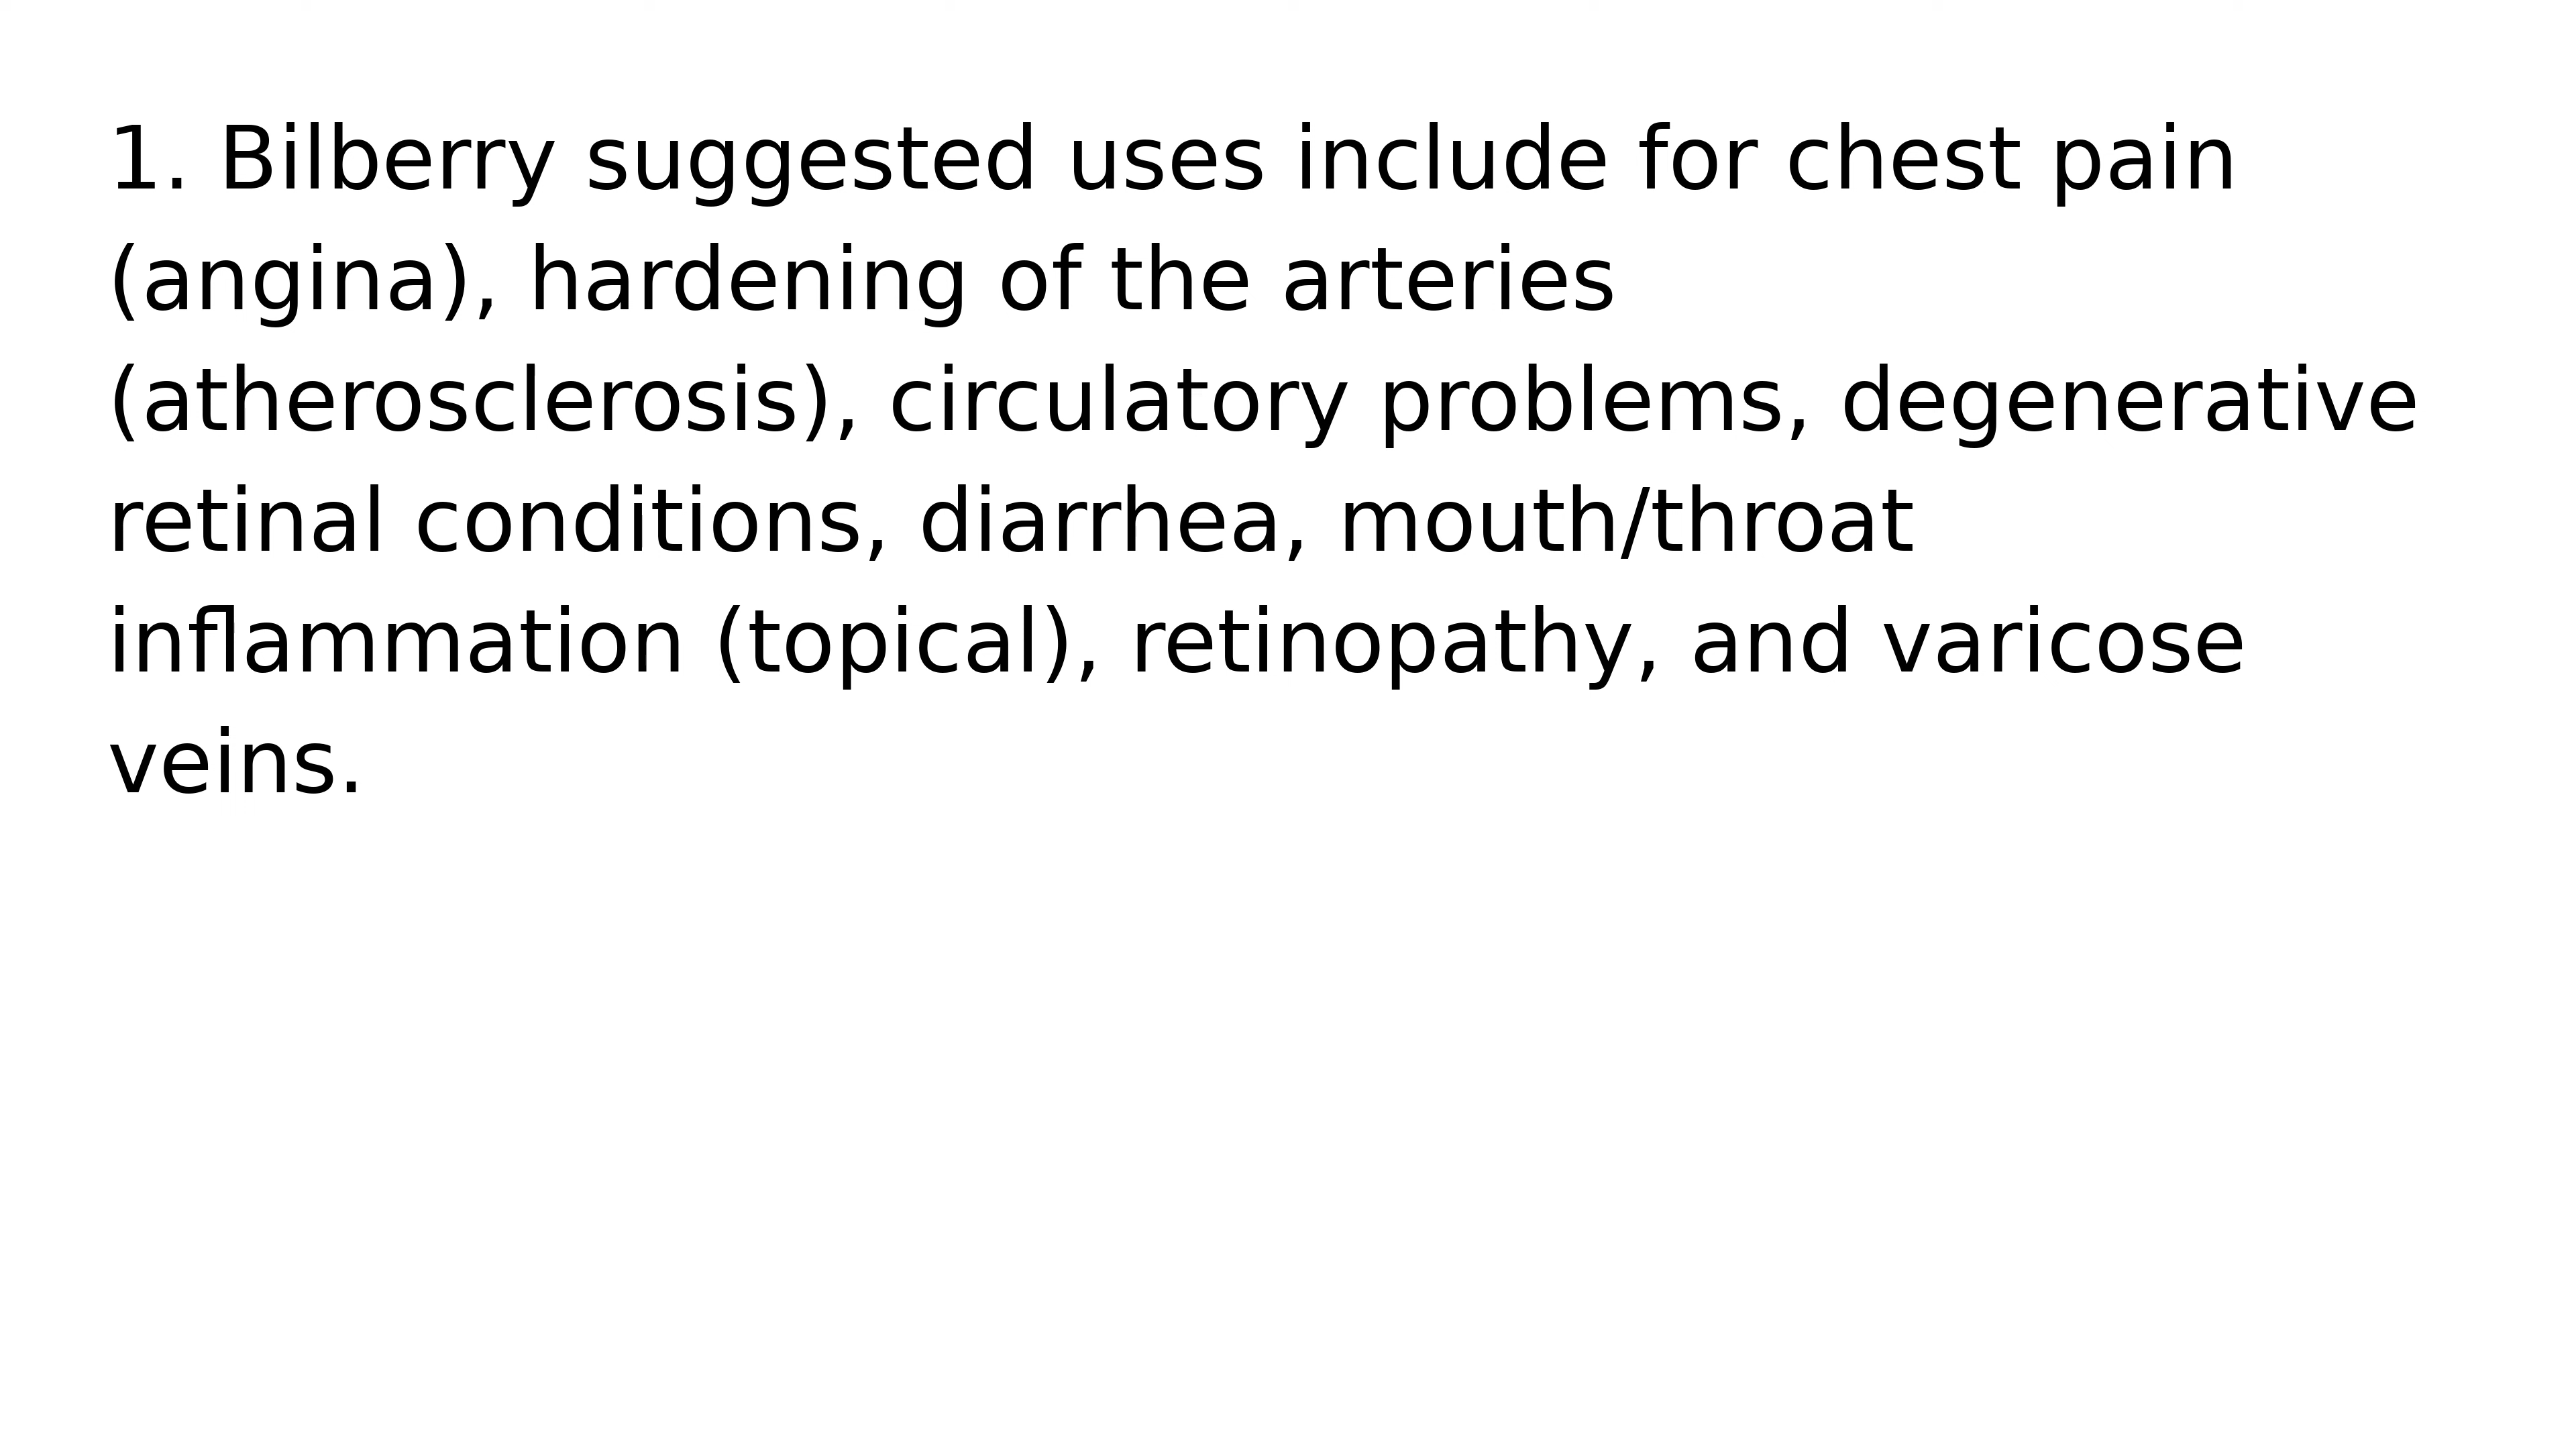 1. Bilberry suggested uses include for chest pain
(angina), hardening of the arteries
(atherosclerosis), circulatory problems, degenerative
retinal conditions, diarrhea, mouth/throat
inflammation (topical), retinopathy, and varicose
veins.